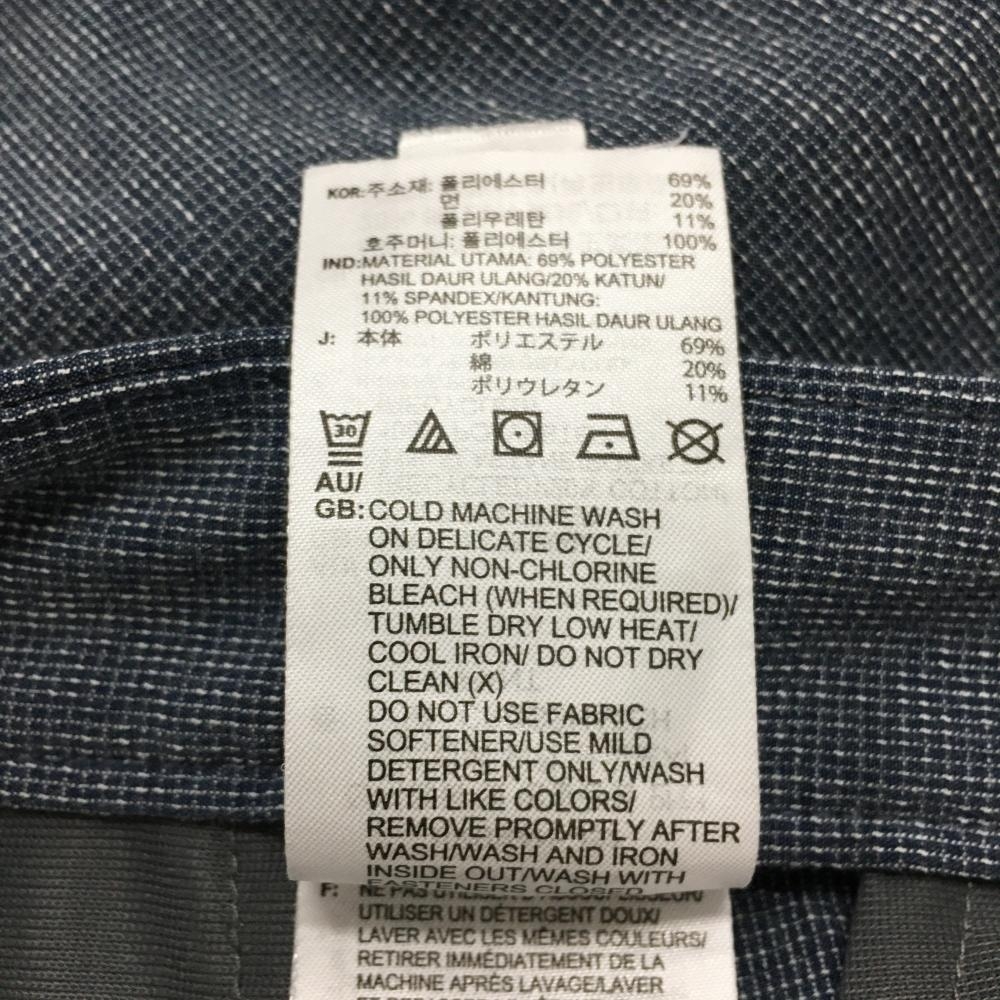 KOR: 주소재: 폴리에스터 69%
면 20%
폴리우레탄 11%
호주머니: 폴리에스터 100%
IND: MATERIAL UTAMA: 69% POLYESTER
HASIL DAUR ULANG/20% KATUN/
11% SPANDEX/KANTUNG:
100% POLYESTER HASIL DAUR ULANG
J: 本体 ポリエステル 69%
綿 20%
ポリウレタン 11%
30
AU/
GB: COLD MACHINE WASH
ON DELICATE CYCLE/
ONLY NON-CHLORINE
BLEACH (WHEN REQUIRED)/
TUMBLE DRY LOW HEAT/
COOL IRON/ DO NOT DRY
CLEAN (X)
DO NOT USE FABRIC
SOFTENER/USE MILD
DETERGENT ONLY/WASH
WITH LIKE COLORS/
REMOVE PROMPTLY AFTER
WASH/WASH AND IRON
INSIDE OUT/WASH WITH
FASTENERS CLOSED
F: NE PAS UTILISER
UTILISER UN DÉTERGENT DOUX/
LAVER AVEC LES MÊMES COULEURS/
RETIRER IMMÉDIATEMENT DE LA
MACHINE APRÈS LAVAGE/LAVER